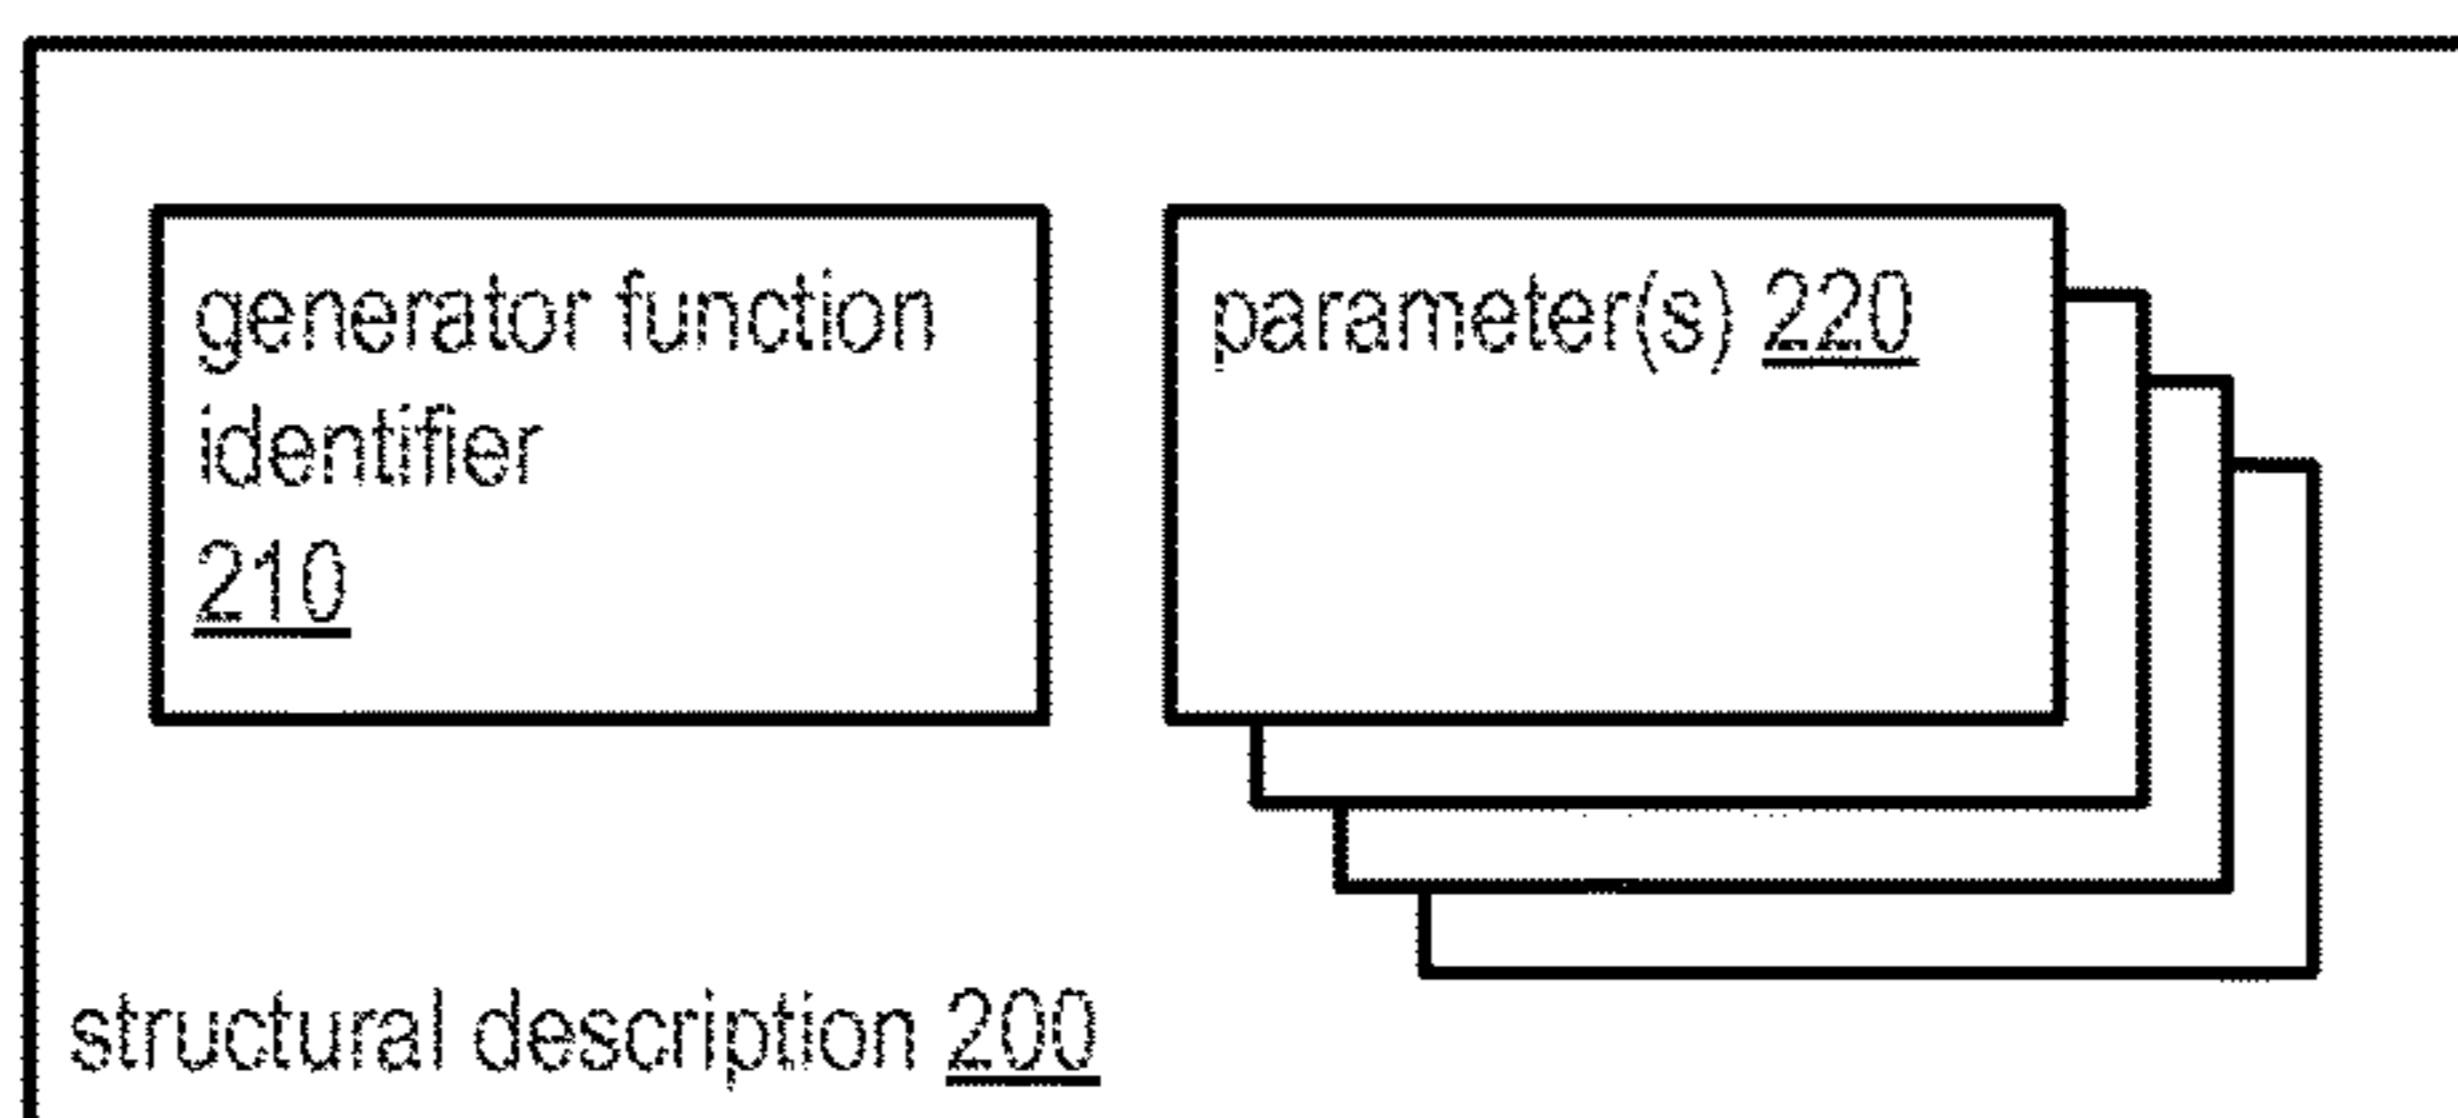 generator function
identifier
210
parameter(s) 220
structural description 200